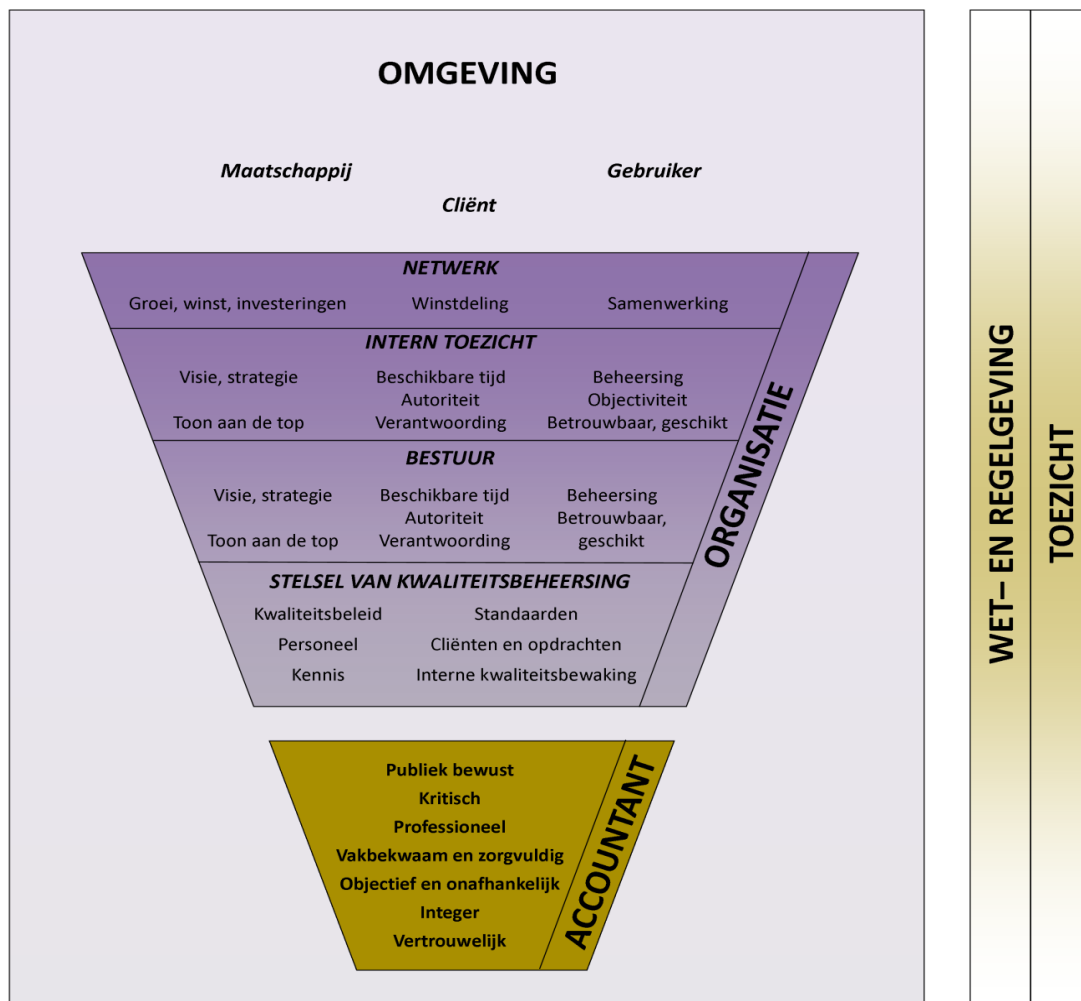 OMGEVING
Maatschappij
Gebruiker
Cliënt
NETWERK
Groei, winst, investeringen
Winstdeling
Samenwerking
INTERN TOEZICHT
Visie, strategie
Beschikbare tijd
Beheersing
Autoriteit
Objectiviteit
Toon aan de top
Verantwoording
Betrouwbaar, geschikt
BESTUUR
Visie, strategie
Beschikbare tijd
Beheersing
Autoriteit
Betrouwbaar,
Toon aan de top
Verantwoording
geschikt
STELSEL VAN KWALITEITSBEHEERSING
Kwaliteitsbeleid
Standaarden
Personeel
Cliënten en opdrachten
Kennis
Interne kwaliteitsbewaking
ORGANISATIE
Publiek bewust
Kritisch
Professioneel
Vakbekwaam en zorgvuldig
Objectief en onafhankelijk
Integer
Vertrouwelijk
ACCOUNTANT
WET– EN REGELGEVING
TOEZICHT